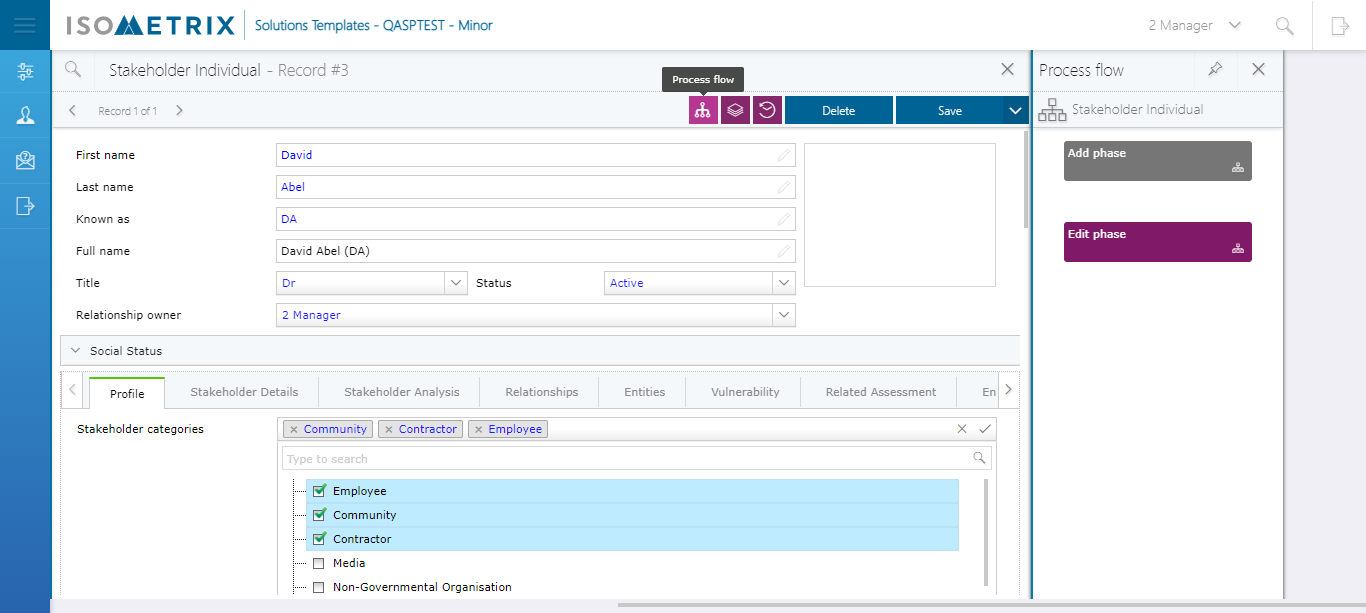 ISOMETRIX
Solutions Templates - QASPTEST - Minor
2 Manager
Stakeholder Individual - Record #3
Process flow
Process flow
Record 1 of 1
Delete
Save
Stakeholder Individual
First name
David
Last name
Abel
Known as
DA
Full name
David Abel (DA)
Title
Dr
Status
Active
Relationship owner
2 Manager
Add phase
Edit phase
Social Status
Profile
Stakeholder Details
Stakeholder Analysis
Relationships
Entities
Vulnerability
Related Assessment
En
Stakeholder categories
Community
Contractor
Employee
Type to search
Employee
Community
Contractor
Media
Non-Governmental Organisation